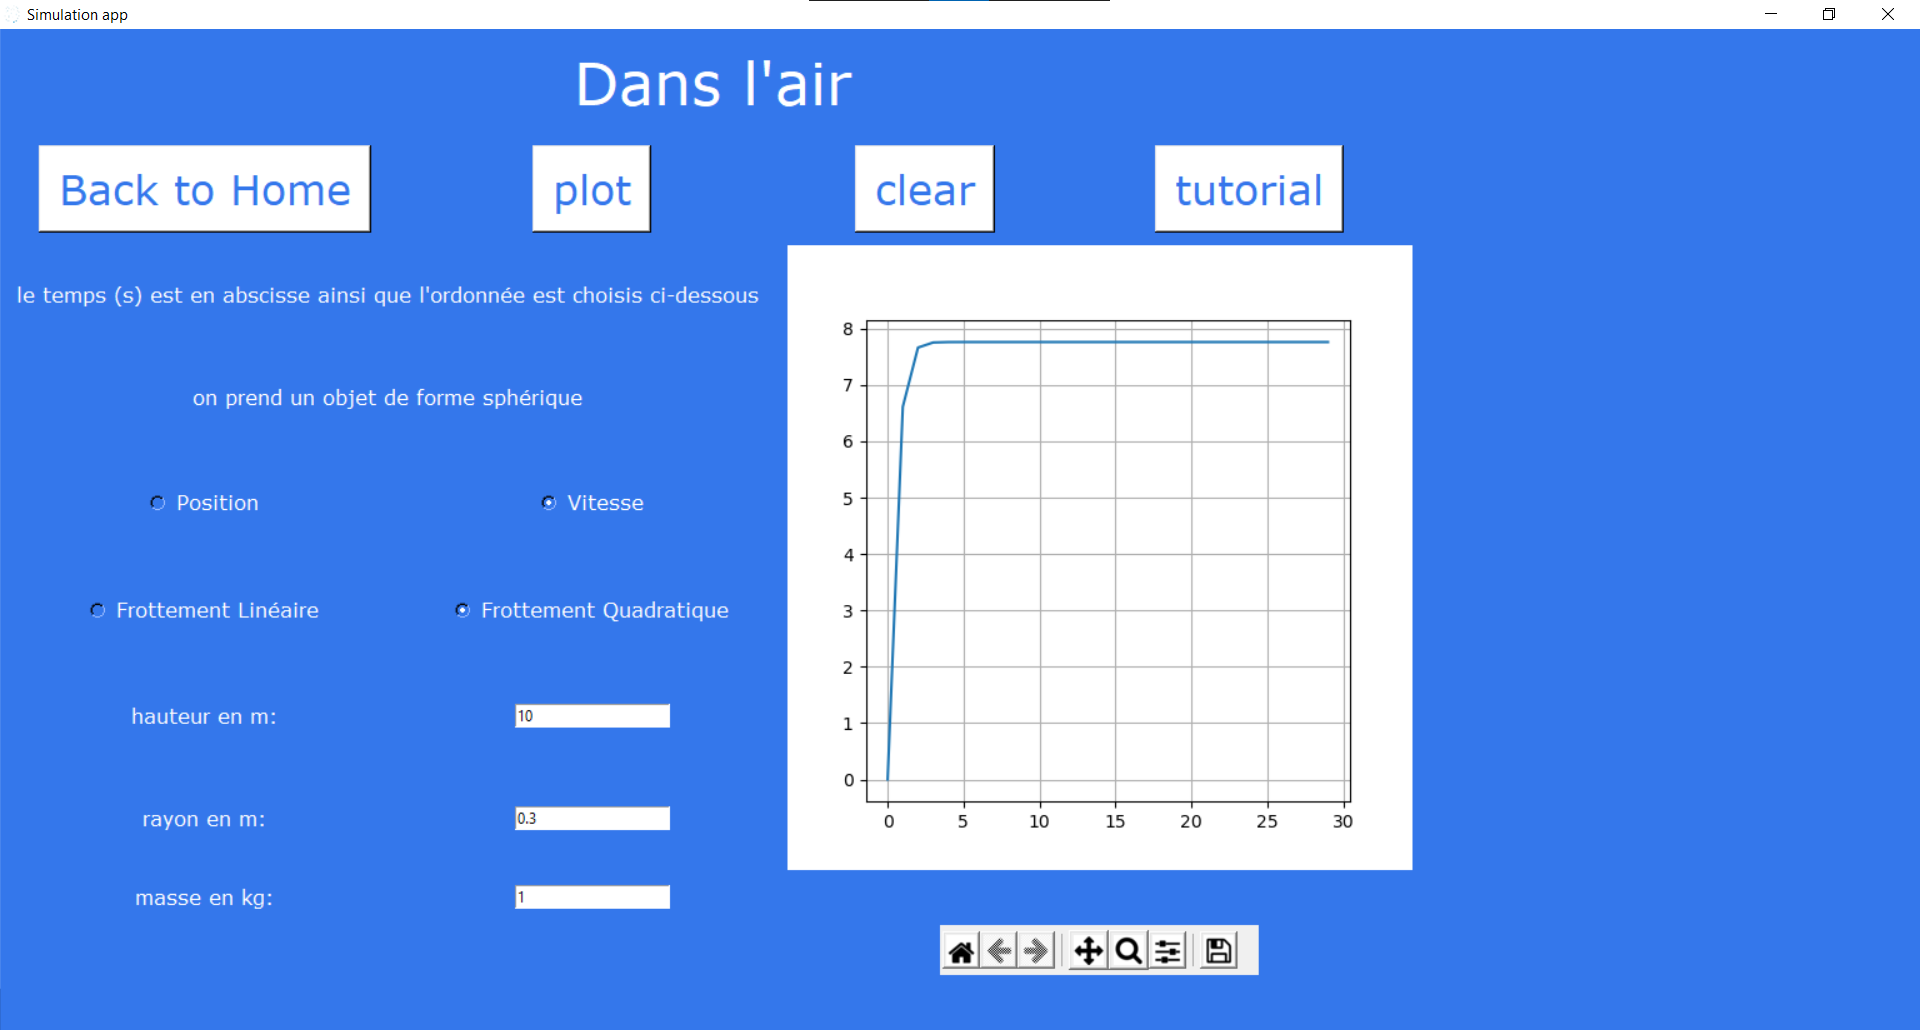 Simulation app
Dans l'air
Back to Home
plot
clear
tutorial
le temps (s) est en abscisse ainsi que l'ordonnée est choisis ci-dessous
on prend un objet de forme sphérique
Position
Vitesse
Frottement Linéaire
Frottement Quadratique
hauteur en m:
10
rayon en m:
0.3
masse en kg:
1
8
7
6
5
4
3
2
1
0
0 5 10 15 20 25 30